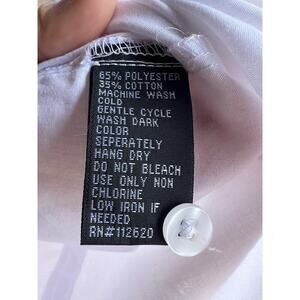 65% POLYESTER
35% COTTON
MACHINE WASH
COLD
GENTLE CYCLE
WASH DARK
COLOR
SEPERATELY
HANG DRY
DO NOT BLEACH
USE ONLY NON
CHLORINE
LOW IRON IF
NEEDED
RN#112620